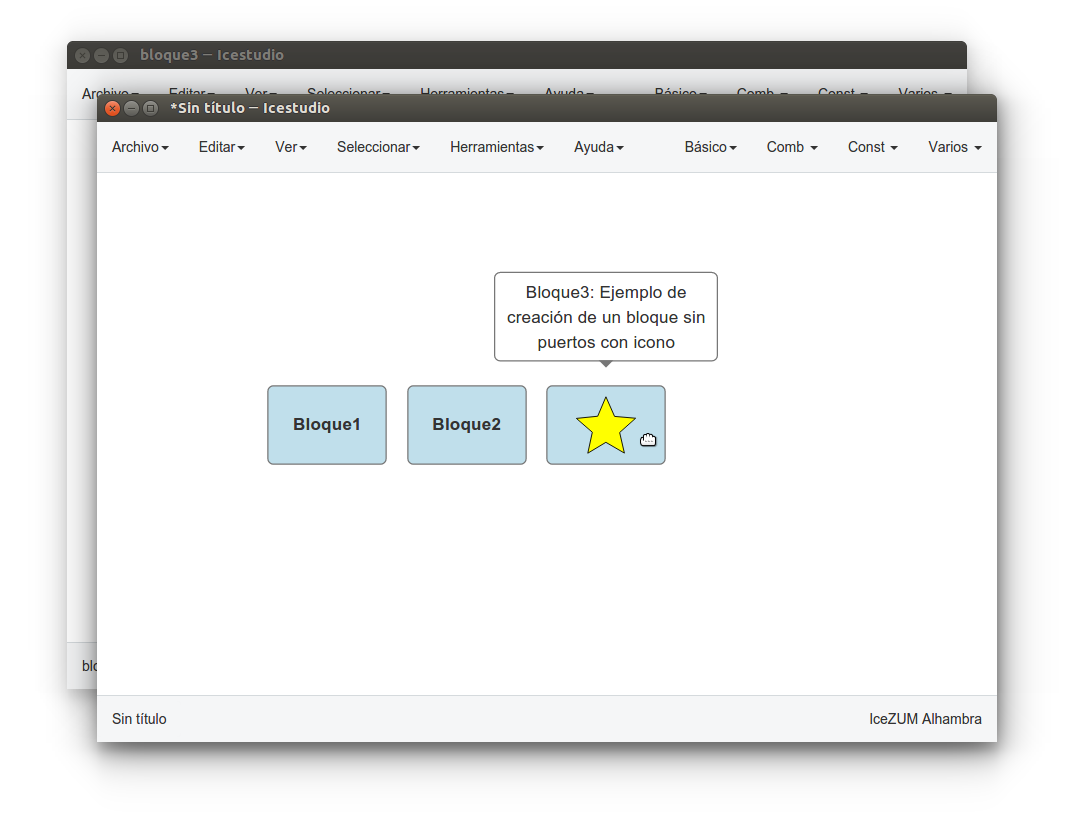 bloque3 – Icestudio
Archivo Editar Ver Seleccionar Herramientas Ayuda Básico Comb Const Varios
*Sin título – Icestudio
Archivo Editar Ver Seleccionar Herramientas Ayuda Básico Comb Const Varios
Bloque3: Ejemplo de
creación de un bloque sin
puertos con icono
Bloque1 Bloque2
Sin título IceZUM Alhambra